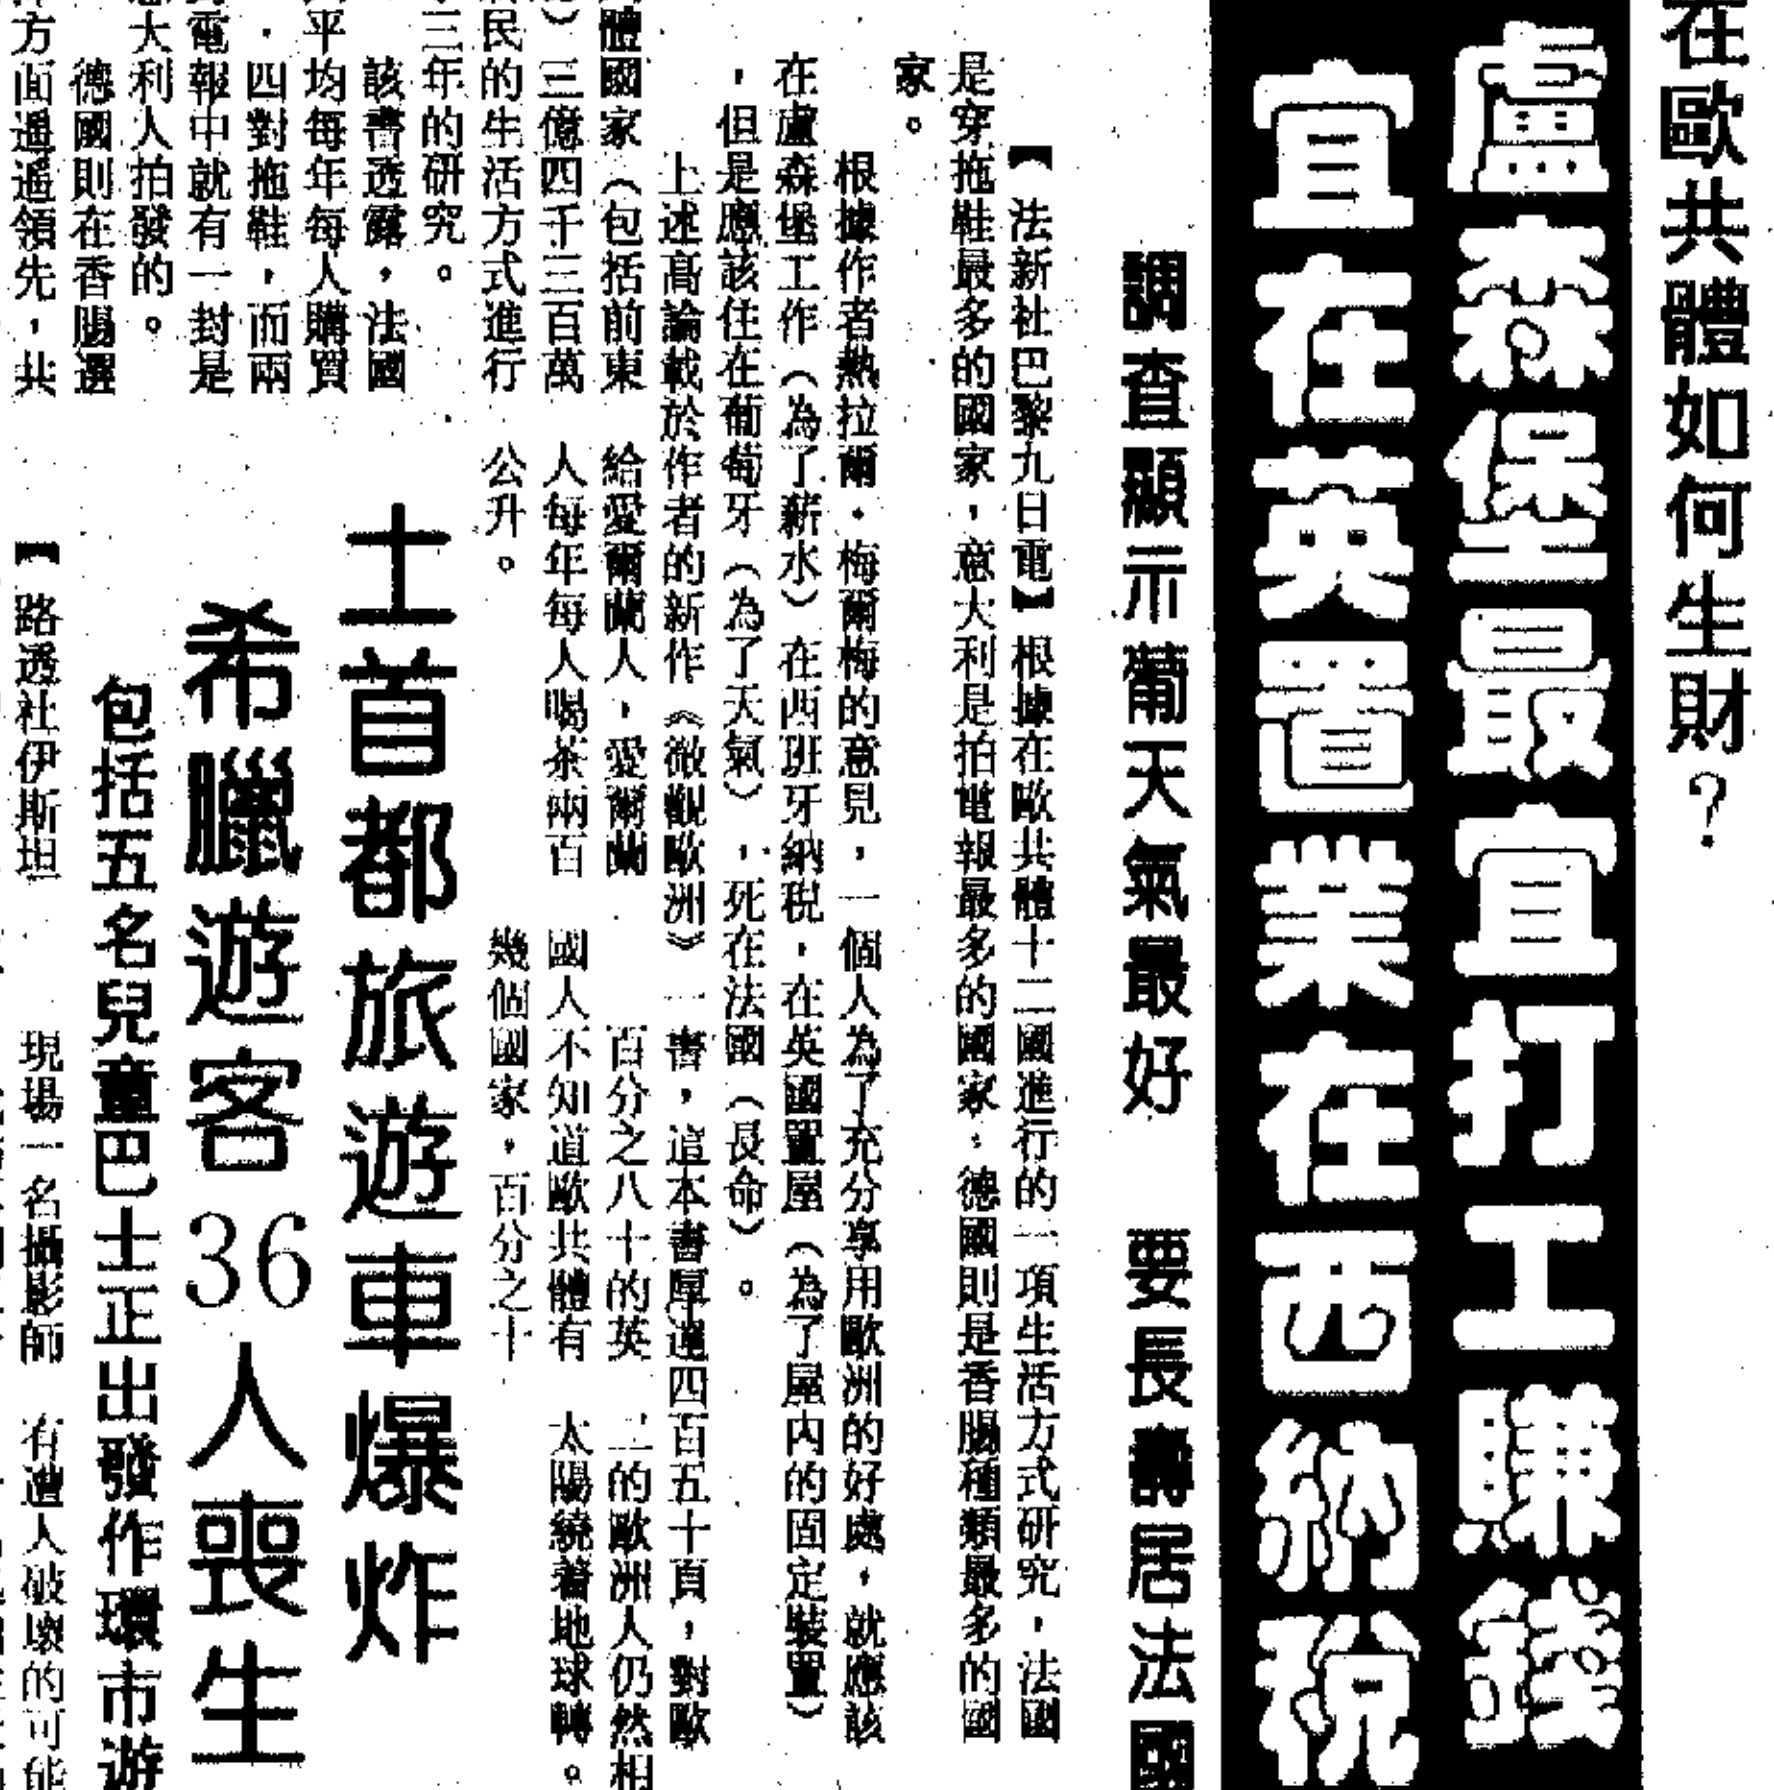 在歐共體如何生財？
盧森堡最宜打工賺錢
宜在英置業在西納稅
調查顯示葡天氣最好　要長壽居法國
【法新社巴黎九日電】根據在歐共體十二國進行的一項生活方式研究，法國
是穿拖鞋最多的國家，意大利是拍電報最多的國家，德國則是香腸種類最多的國
家。
根據作者熱拉爾・梅爾梅的意見，一個人為了充分享用歐洲的好處，就應該
在盧森堡工作（為了薪水）在西班牙納稅，在英國置屋（為了屋內的固定裝置）
，但是應該住在葡萄牙（為了天氣），死在法國（長命）。
上述高論載於作者的新作《微觀歐洲》一書，這本書厚達四百五十頁，對歐
體國家（包括前東
）三億四千三百萬
民的生活方式進行
三年的研究。
該書透露，法國
平均每年每人購買
四對拖鞋，而兩
電報中就有一封是
大利人拍發的。
德國則在香腸選
方面遙遙領先，共
給愛爾蘭人，愛爾蘭
人每年每人喝茶兩百
公升。
百分之八十的英
國人不知道歐共體有
幾個國家，百分之十
二的歐洲人仍然相
太陽繞着地球轉。
土首都旅遊車爆炸
希臘遊客36人喪生
包括五名兒童巴士正出發作環市遊
【路透社伊斯坦
現場一名攝影師
有遭人破壞的可能